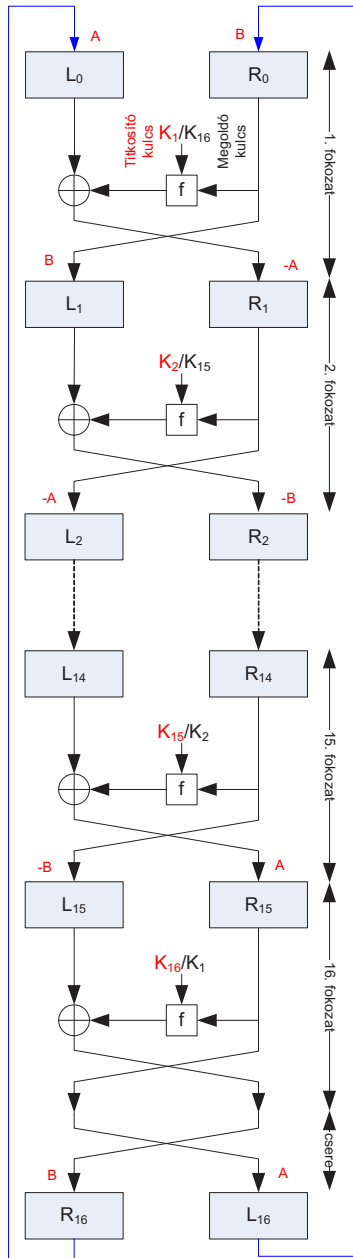 A
B
L0
R0
Titkosító kulcs
K1/K16
Megoldó kulcs
f
1. fokozat
B
-A
L1
R1
K2/K15
f
2. fokozat
-A
-B
L2
R2
L14
R14
K15/K2
f
15. fokozat
-B
A
L15
R15
K16/K1
f
16. fokozat
csere
B
A
R16
L16